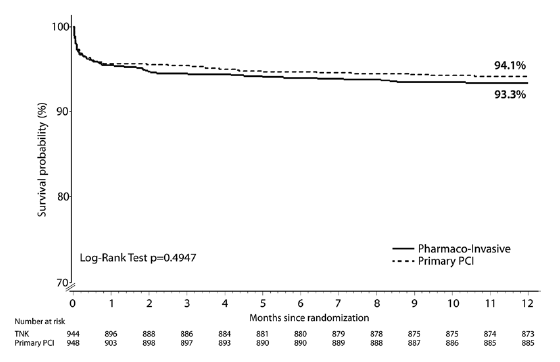 100
90
80
70
Survival probability (%)
94.1%
93.3%
Log-Rank Test p=0.4947
Pharmaco-Invasive
Primary PCI
0 1 2 3 4 5 6 7 8 9 10 11 12
Months since randomization
Number at risk
TNK 944 896 888 886 884 881 880 879 878 875 875 874 873
Primary PCI 948 903 898 897 893 890 890 889 888 887 886 885 885